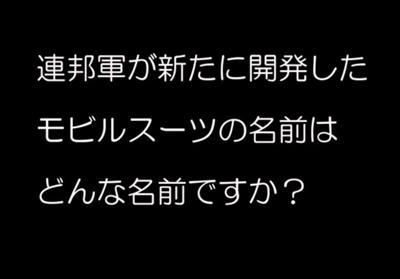 連邦軍が新たに開発した
モビルスーツの名前は
どんな名前ですか？